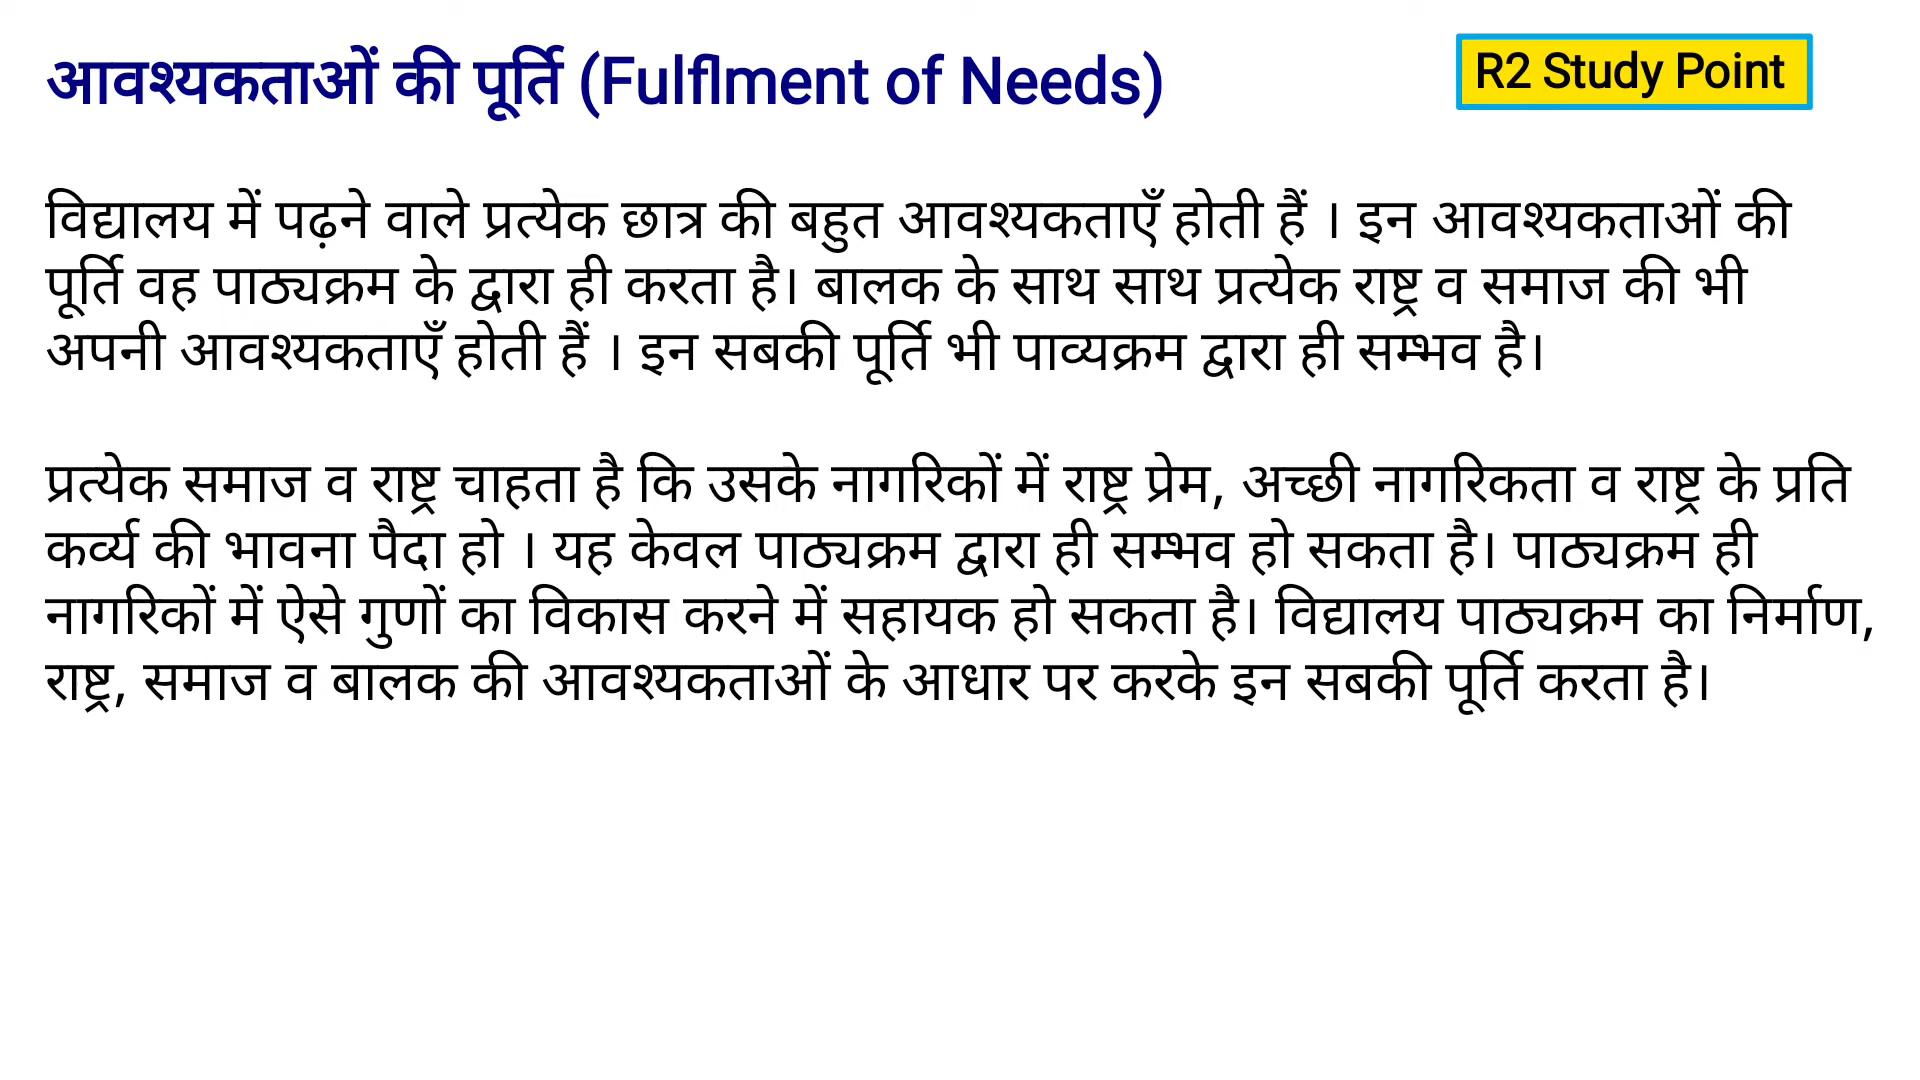 आवश्यकताओं की पूर्ति (Fulflment of Needs)
R2 Study Point
विद्यालय में पढ़ने वाले प्रत्येक छात्र की बहुत आवश्यकताएँ होती हैं । इन आवश्यकताओं की
पूर्ति वह पाठ्यक्रम के द्वारा ही करता है। बालक के साथ साथ प्रत्येक राष्ट्र व समाज की भी
अपनी आवश्यकताएँ होती हैं । इन सबकी पूर्ति भी पाव्यक्रम द्वारा ही सम्भव है।
प्रत्येक समाज व राष्ट्र चाहता है कि उसके नागरिकों में राष्ट्र प्रेम, अच्छी नागरिकता व राष्ट्र के प्रति
कर्व्य की भावना पैदा हो । यह केवल पाठ्यक्रम द्वारा ही सम्भव हो सकता है। पाठ्यक्रम ही
नागरिकों में ऐसे गुणों का विकास करने में सहायक हो सकता है। विद्यालय पाठ्यक्रम का निर्माण,
राष्ट्र, समाज व बालक की आवश्यकताओं के आधार पर करके इन सबकी पूर्ति करता है।